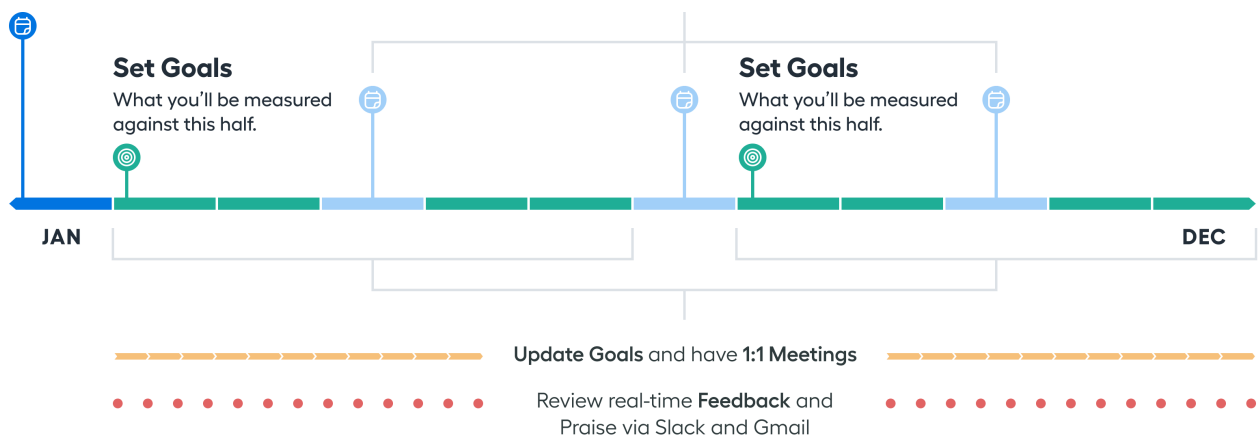 Set Goals
What you’ll be measured
against this half.
Set Goals
What you’ll be measured
against this half.
JAN
DEC
Update Goals and have 1:1 Meetings
Review real-time Feedback and
Praise via Slack and Gmail